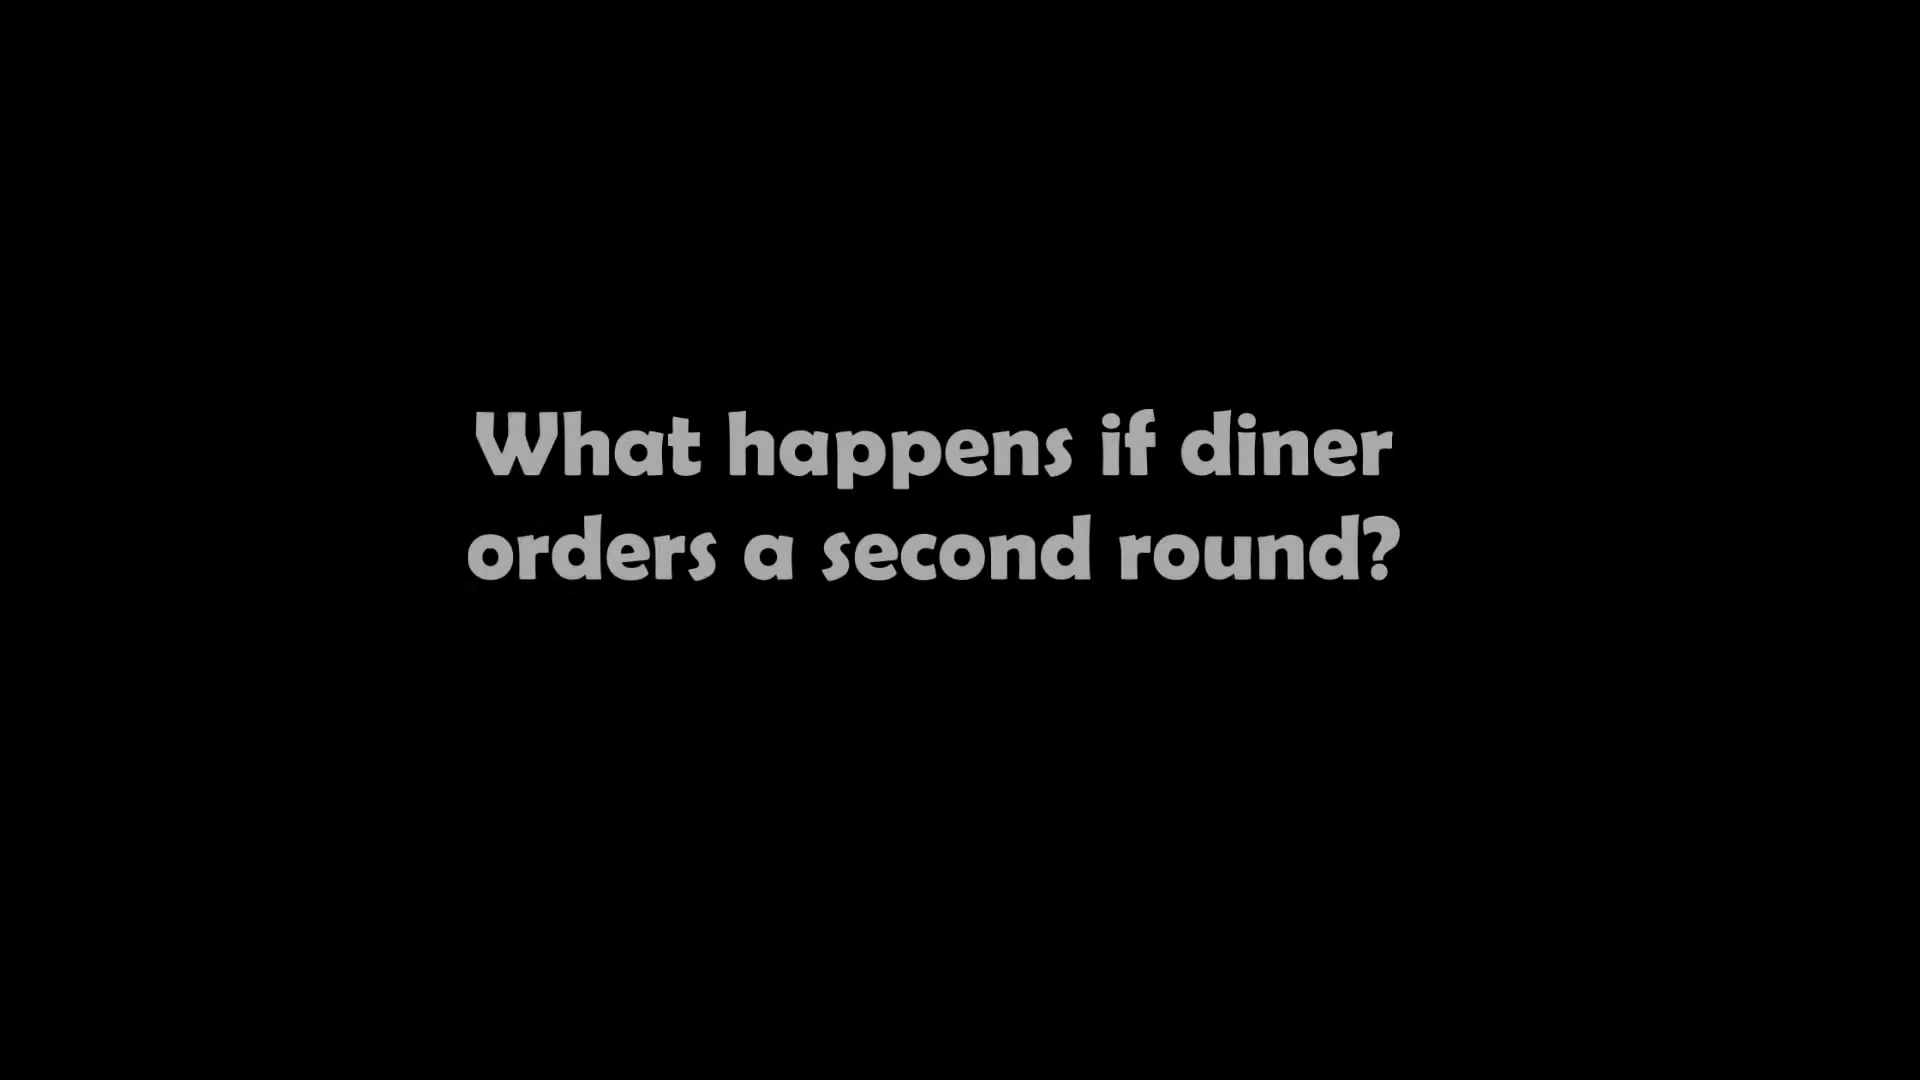 What happens if diner
orders a second round?